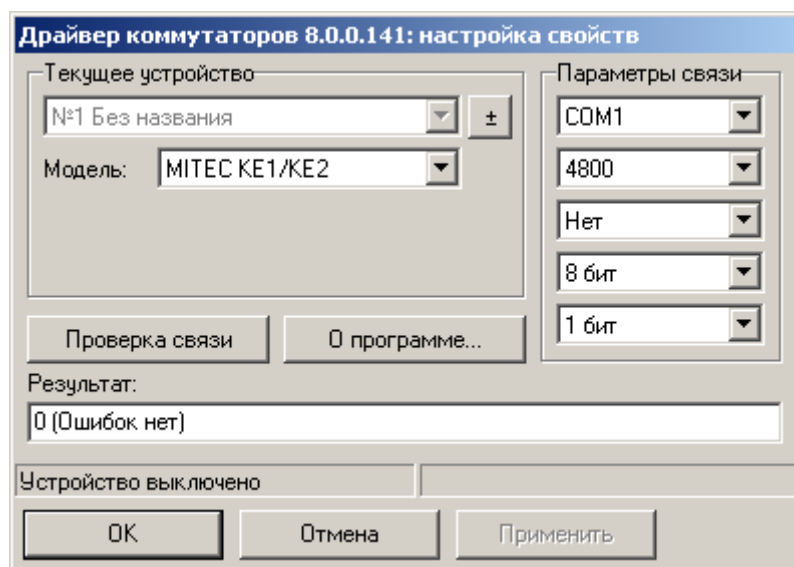 Драйвер коммутаторов 8.0.0.141: настройка свойств
Текущее устройство
№1 Без названия
±
Модель:
MITEC KE1/KE2
Параметры связи
COM1
4800
Нет
8 бит
1 бит
Проверка связи
О программе...
Результат:
0 (Ошибок нет)
Устройство выключено
ОК
Отмена
Применить